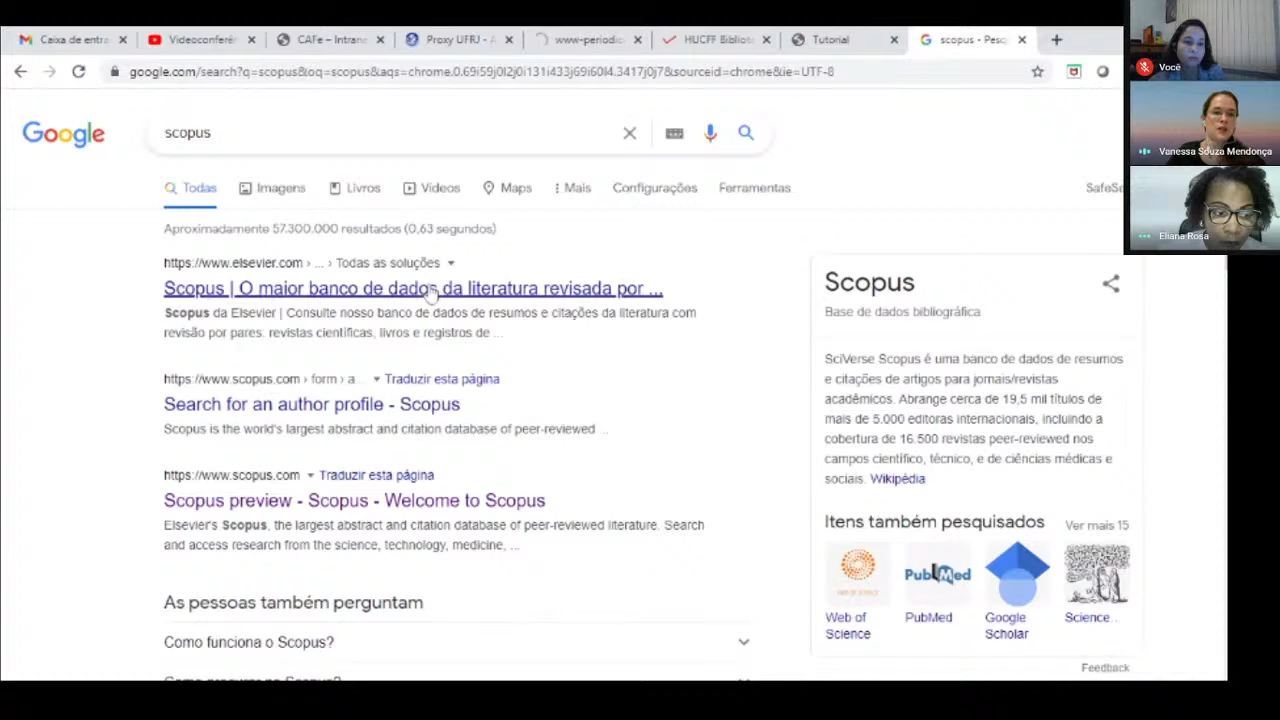 Caixa de entra
Videoconferê
CAFe – Intrane
Proxy UFRJ - A
www-periodic
HUCFF Bibliot
Tutorial
scopus - Pesq
google.com/search?q=scopus&oq=scopus&aqs=chrome.0.69i59j0l2j0i131i433j69i60l4.3417j0j7&sourceid=chrome&ie=UTF-8
Você
Vanessa Souza Mendonça
Eliana Rosa
Google
scopus
Todas
Imagens
Livros
Vídeos
Maps
Mais
Configurações
Ferramentas
SafeSe
Aproximadamente 57.300.000 resultados (0,63 segundos)
https://www.elsevier.com › ... › Todas as soluções
Scopus | O maior banco de dados da literatura revisada por ...
Scopus da Elsevier | Consulte nosso banco de dados de resumos e citações da literatura com
revisão por pares: revistas científicas, livros e registros de ...
https://www.scopus.com › form › a... Traduzir esta página
Search for an author profile - Scopus
Scopus is the world's largest abstract and citation database of peer-reviewed ...
https://www.scopus.com Traduzir esta página
Scopus preview - Scopus - Welcome to Scopus
Elsevier's Scopus, the largest abstract and citation database of peer-reviewed literature. Search
and access research from the science, technology, medicine, ...
As pessoas também perguntam
Como funciona o Scopus?
Scopus
Base de dados bibliográfica
SciVerse Scopus é uma banco de dados de resumos
e citações de artigos para jornais/revistas
acadêmicos. Abrange cerca de 19,5 mil títulos de
mais de 5.000 editoras internacionais, incluindo a
cobertura de 16.500 revistas peer-reviewed nos
campos científico, técnico, e de ciências médicas e
sociais. Wikipédia
Itens também pesquisados
Ver mais 15
PubMed
Web of
Science
PubMed
Google
Scholar
Science...
Feedback